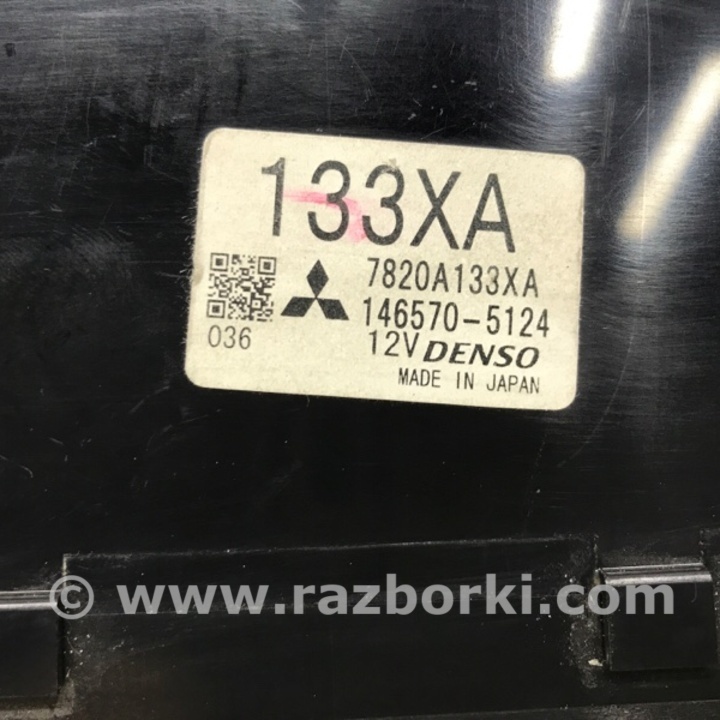 133XA
7820A133XA
146570-5124
036
12V DENSO
MADE IN JAPAN
© www.razborki.com